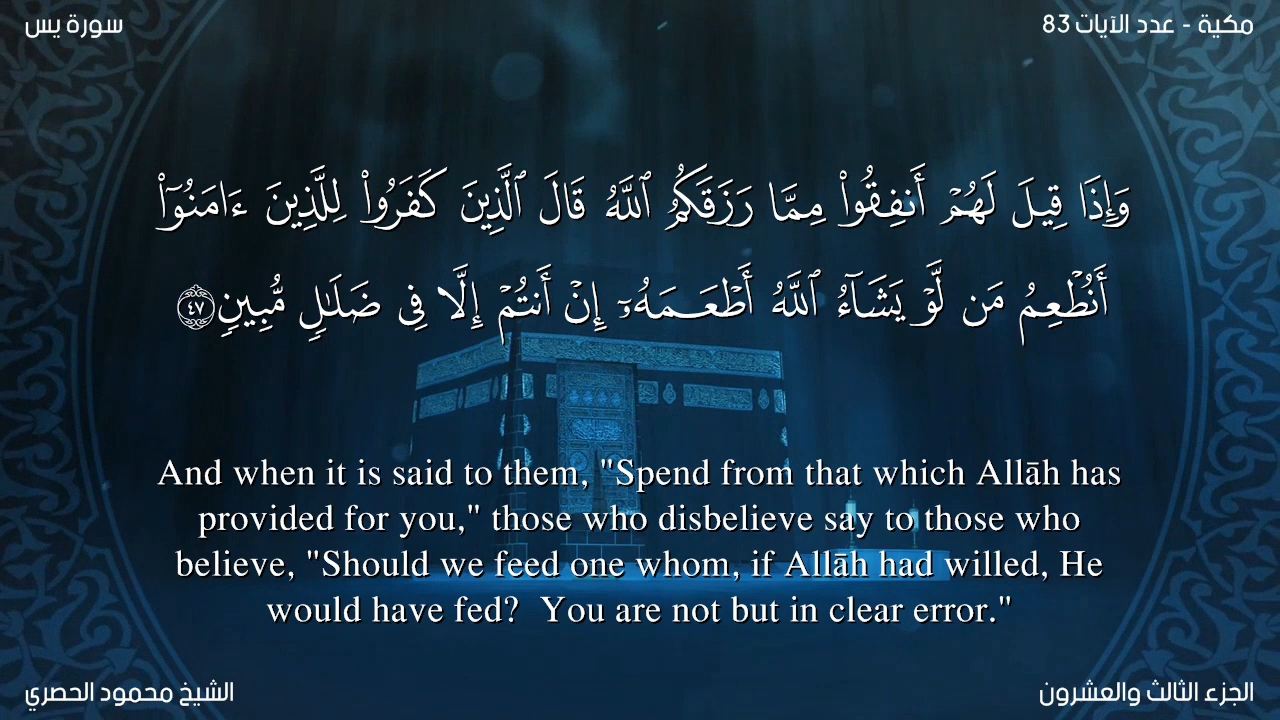 مكية - عدد الآيات 83
سورة يس
وَإِذَا قِيلَ لَهُمْ أَنفِقُوا۟ مِمَّا رَزَقَكُمُ ٱللَّهُ قَالَ ٱلَّذِينَ كَفَرُوا۟ لِلَّذِينَ ءَامَنُوٓا۟
أَنُطْعِمُ مَن لَّوْ يَشَآءُ ٱللَّهُ أَطْعَمَهُۥٓ إِنْ أَنتُمْ إِلَّا فِى ضَلَـٰلٍ مُّبِينٍ ٤٧
And when it is said to them, "Spend from that which Allāh has
provided for you," those who disbelieve say to those who
believe, "Should we feed one whom, if Allāh had willed, He
would have fed?  You are not but in clear error."
الجزء الثالث والعشرون
الشيخ محمود الحصري